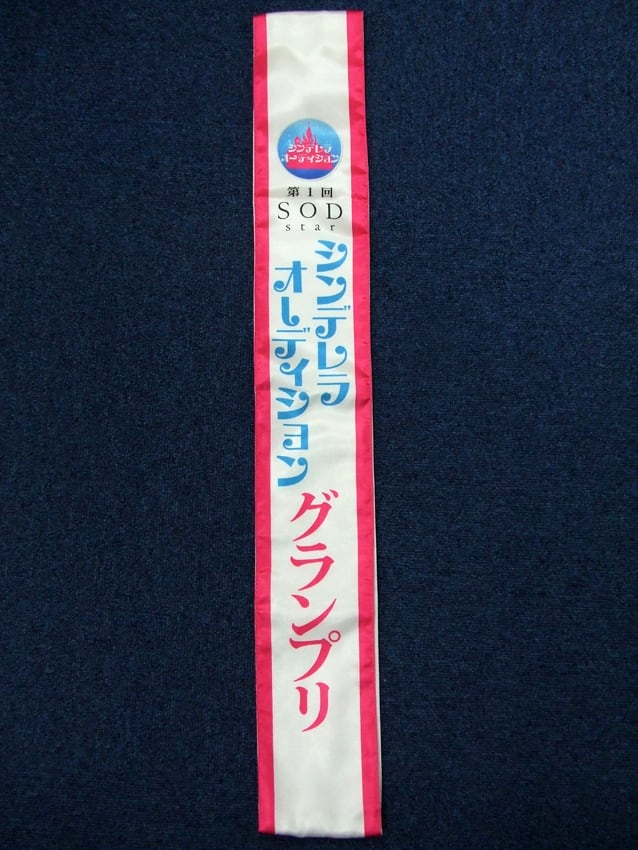 シンデレラ
オーディション
第1回
SOD
star
シンデレラ
オーディション
グランプリ